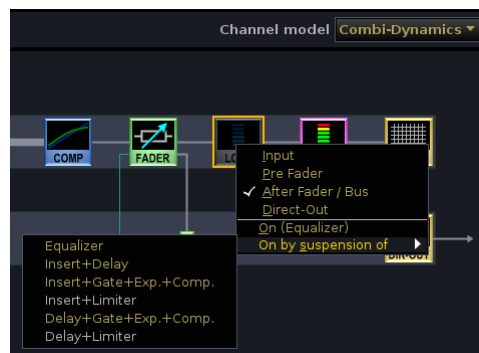 Channel model Combi-Dynamics
COMP
FADER
Input
Pre Fader
After Fader / Bus
Direct-Out
On (Equalizer)
On by suspension of
Equalizer
Insert+Delay
Insert+Gate+Exp.+Comp.
Insert+Limiter
Delay+Gate+Exp.+Comp.
Delay+Limiter